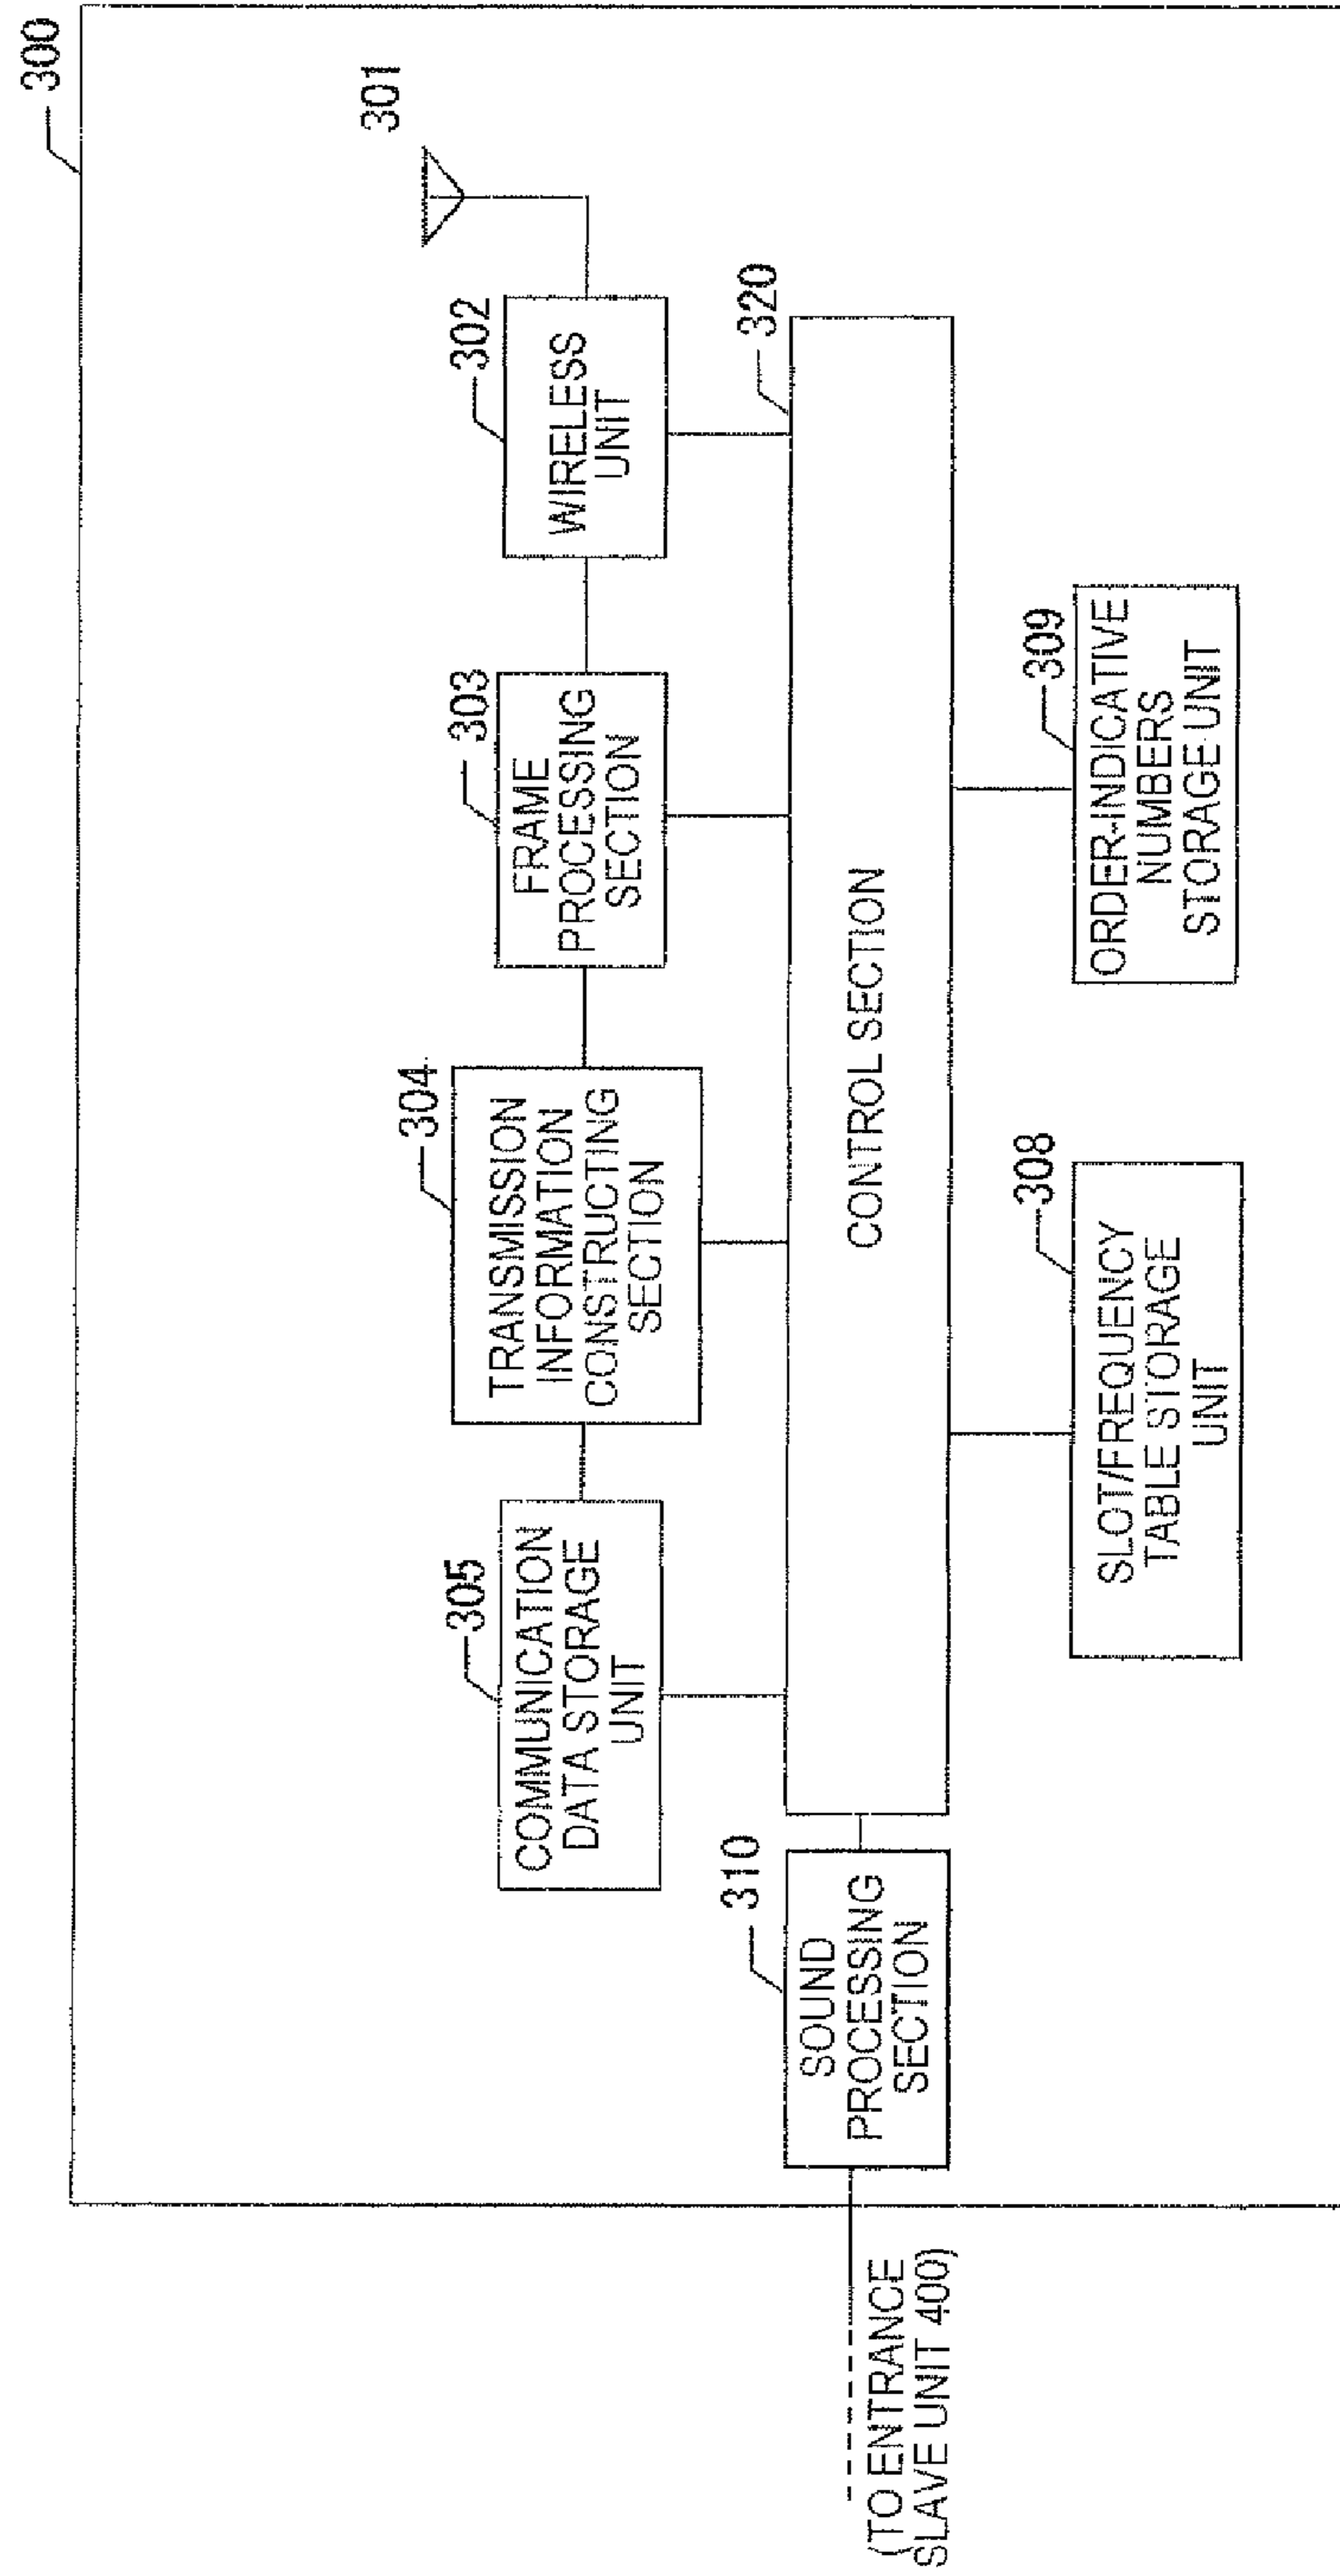 300
301
302
WIRELESS
UNIT
303
FRAME
PROCESSING
SECTION
304
TRANSMISSION
INFORMATION
CONSTRUCTING
SECTION
305
COMMUNICATION
DATA STORAGE
UNIT
320
CONTROL SECTION
310
SOUND
PROCESSING
SECTION
(TO ENTRANCE
SLAVE UNIT 400)
308
SLOT/FREQUENCY
TABLE STORAGE
UNIT
309
ORDER-INDICATIVE
NUMBERS
STORAGE UNIT